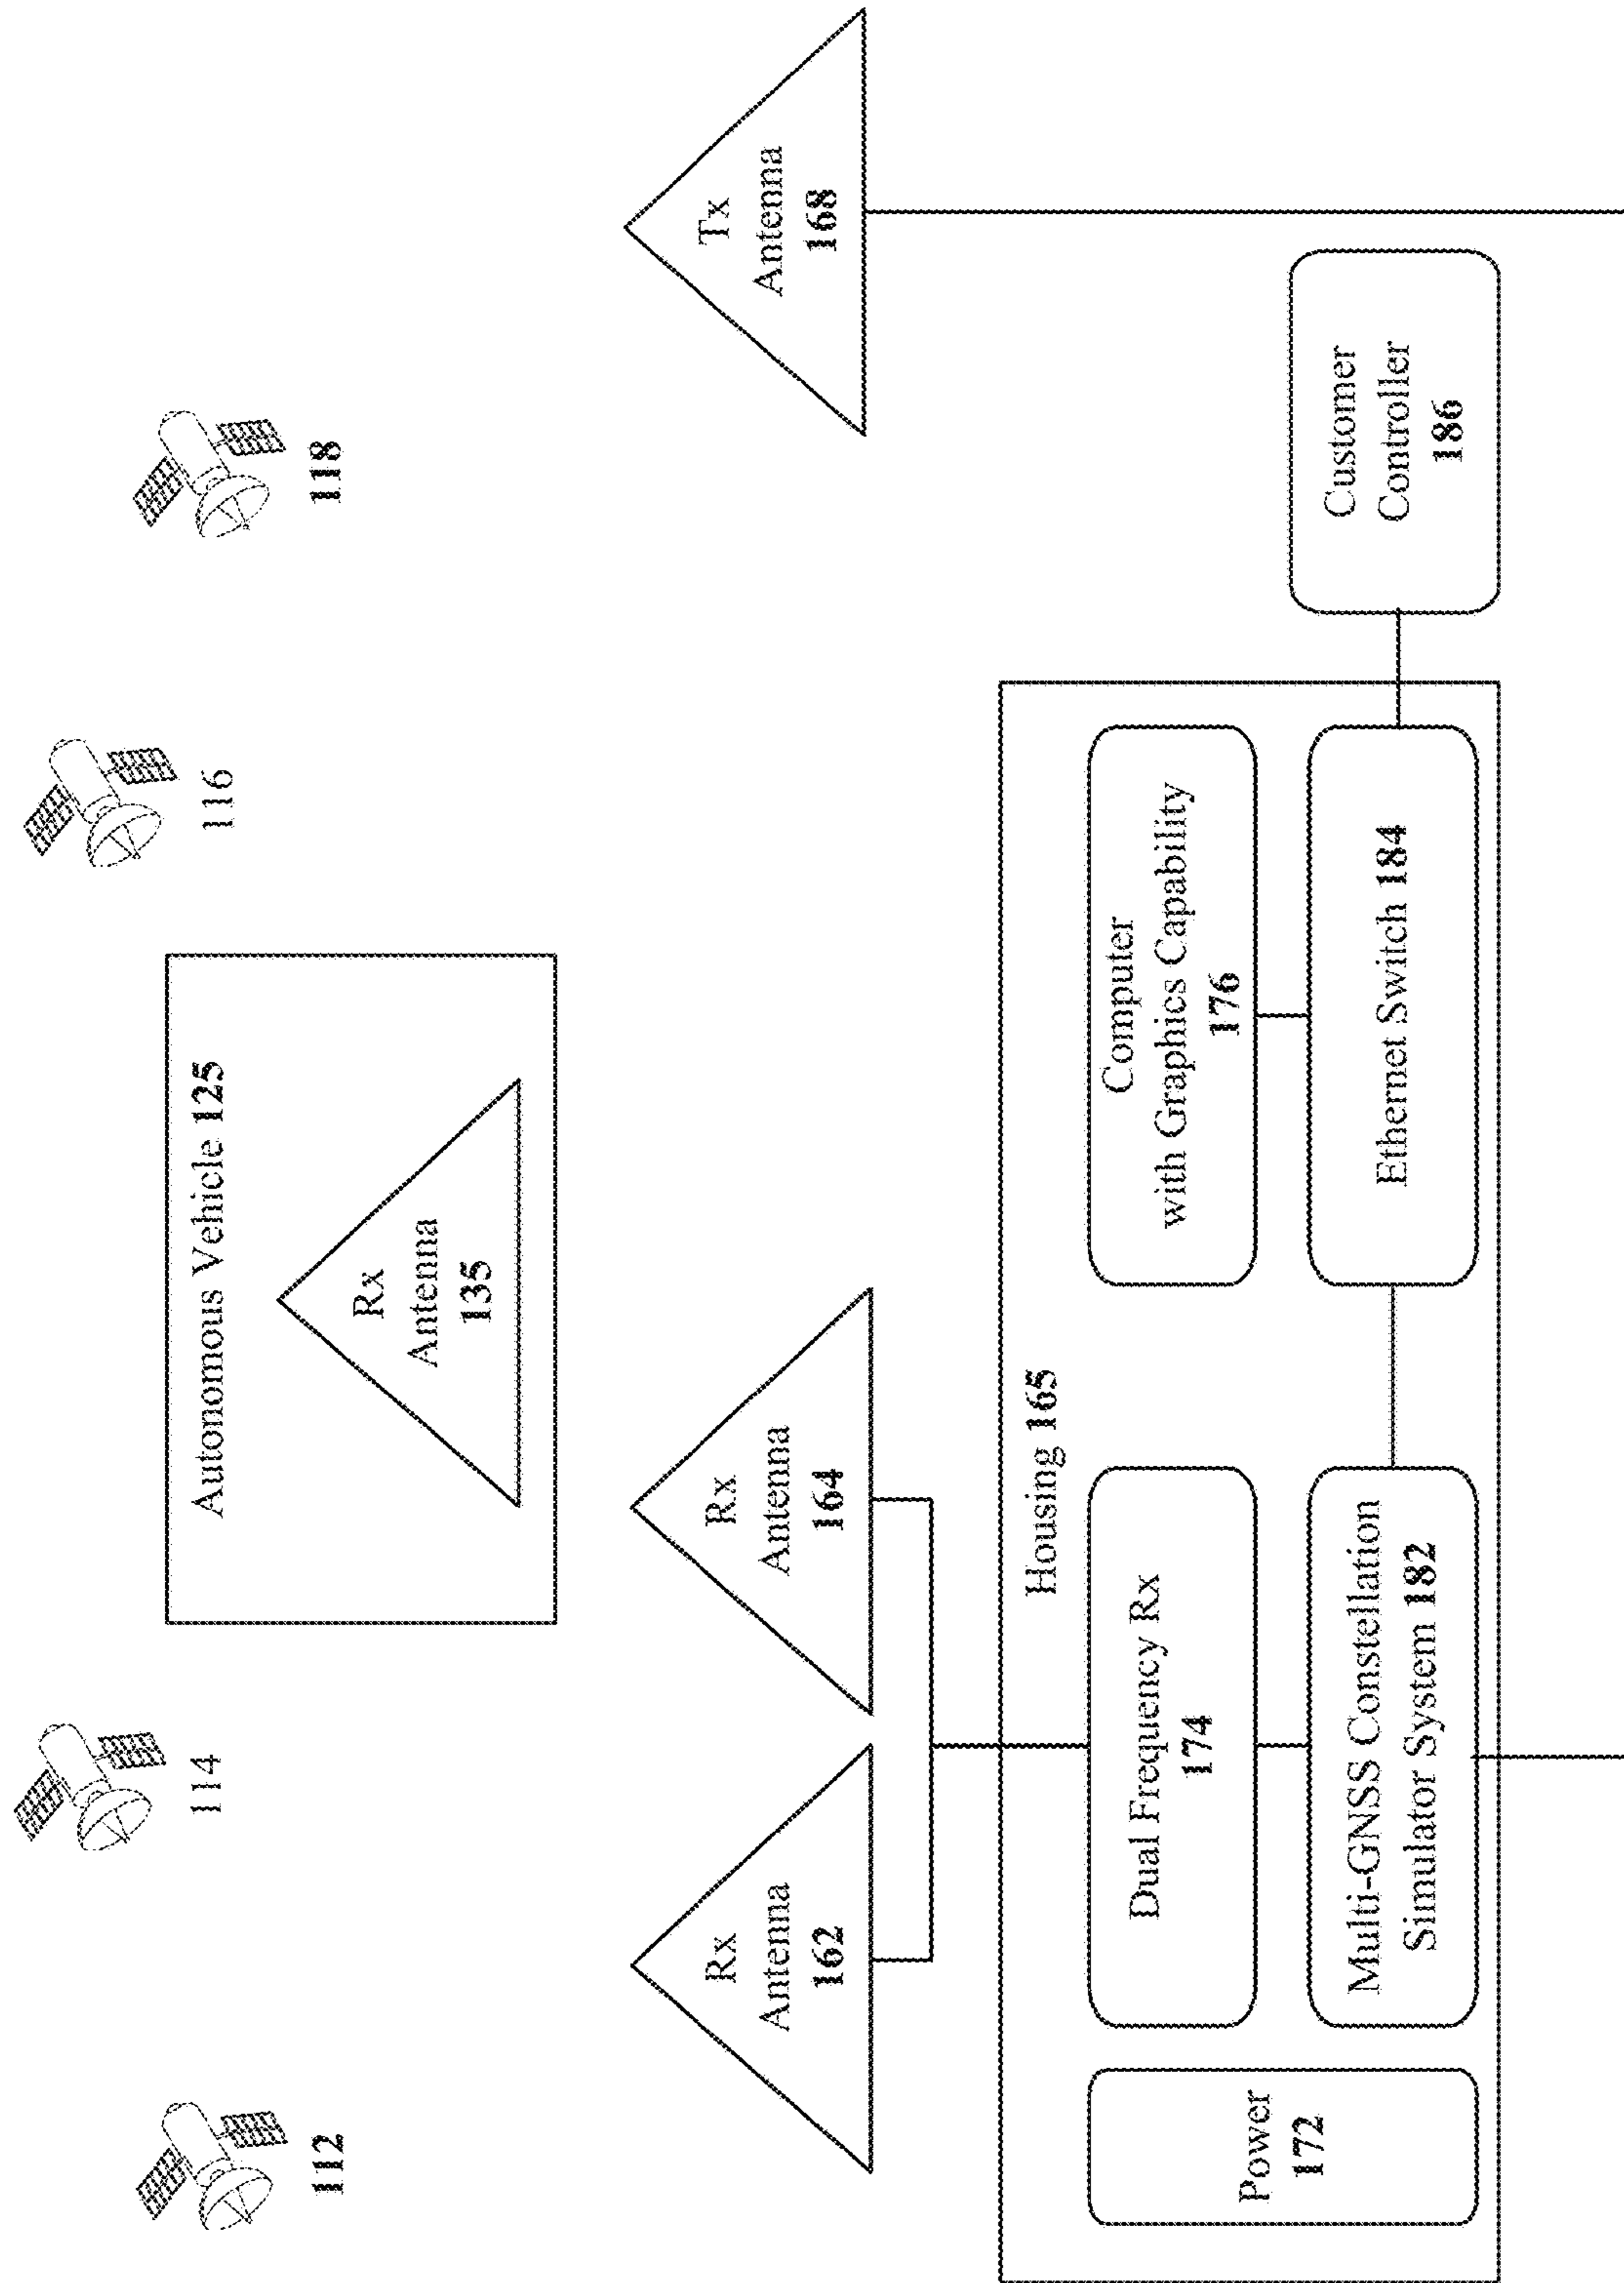 114
116
112
118
Autonomous Vehicle 125
Rx
Antenna
135
Rx
Antenna
162
Rx
Antenna
164
Tx
Antenna
168
Housing 165
Power
172
Dual Frequency Rx
174
Computer
with Graphics Capability
176
Multi-GNSS Constellation
Simulator System 182
Ethernet Switch 184
Customer
Controller
186